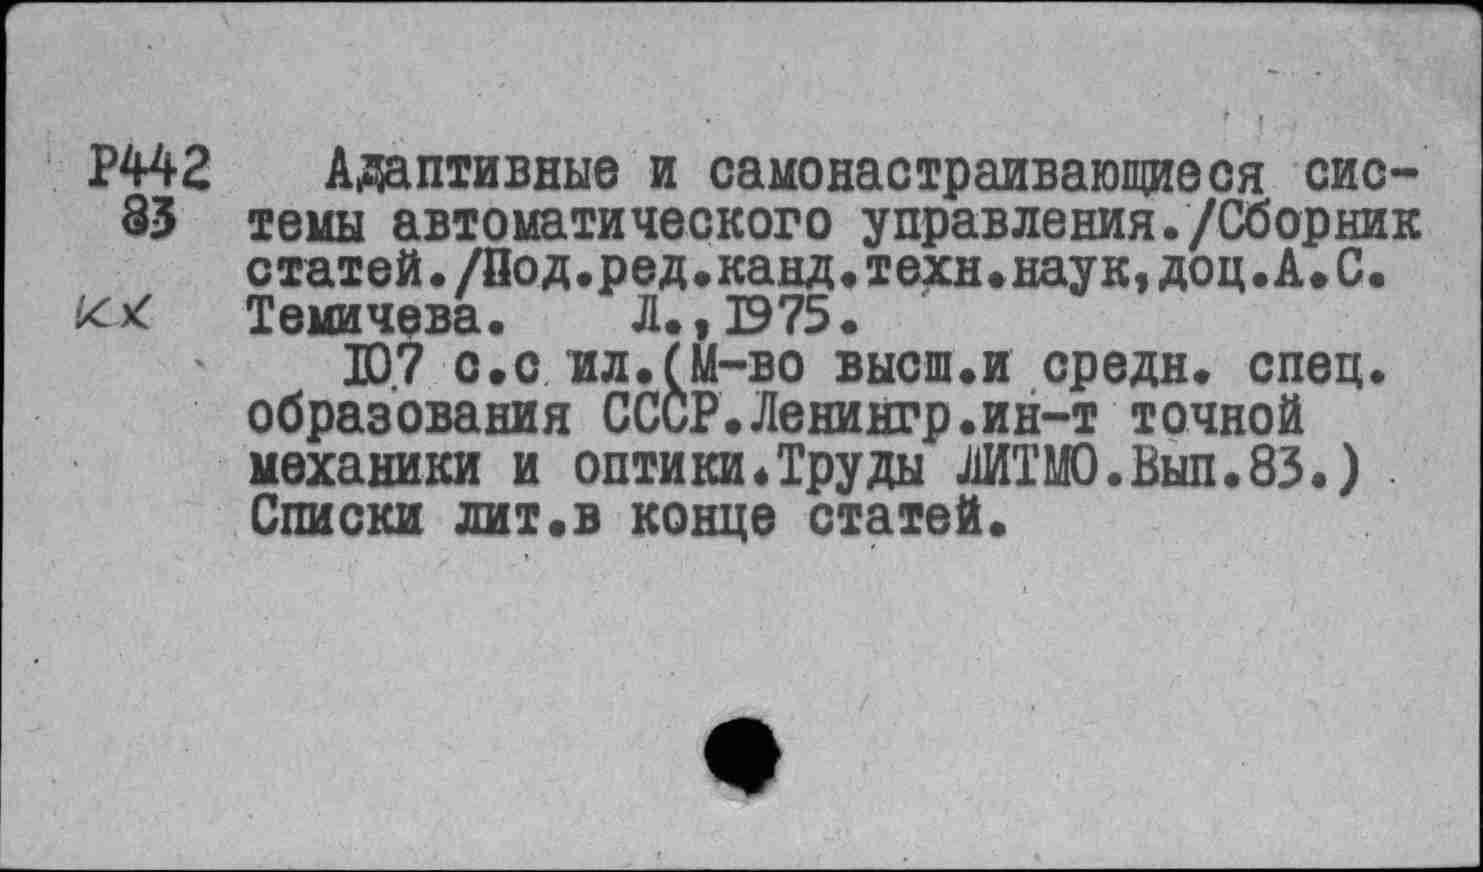 Р442 Адаптивные и самонастраивающиеся сис-
83 темы автоматического управления./Сборник
статей./Под.ред.канд.техн.наук,доц.А.С.
кх Темичева. Л.,1975.
107 с.с ил.(М-во высш.и средн. спец.
образования СССР.Ленингр.ин-т точной
механики и оптики.Труды ЛИТМО.Вып.83.)
Списки лит.в конце статей.